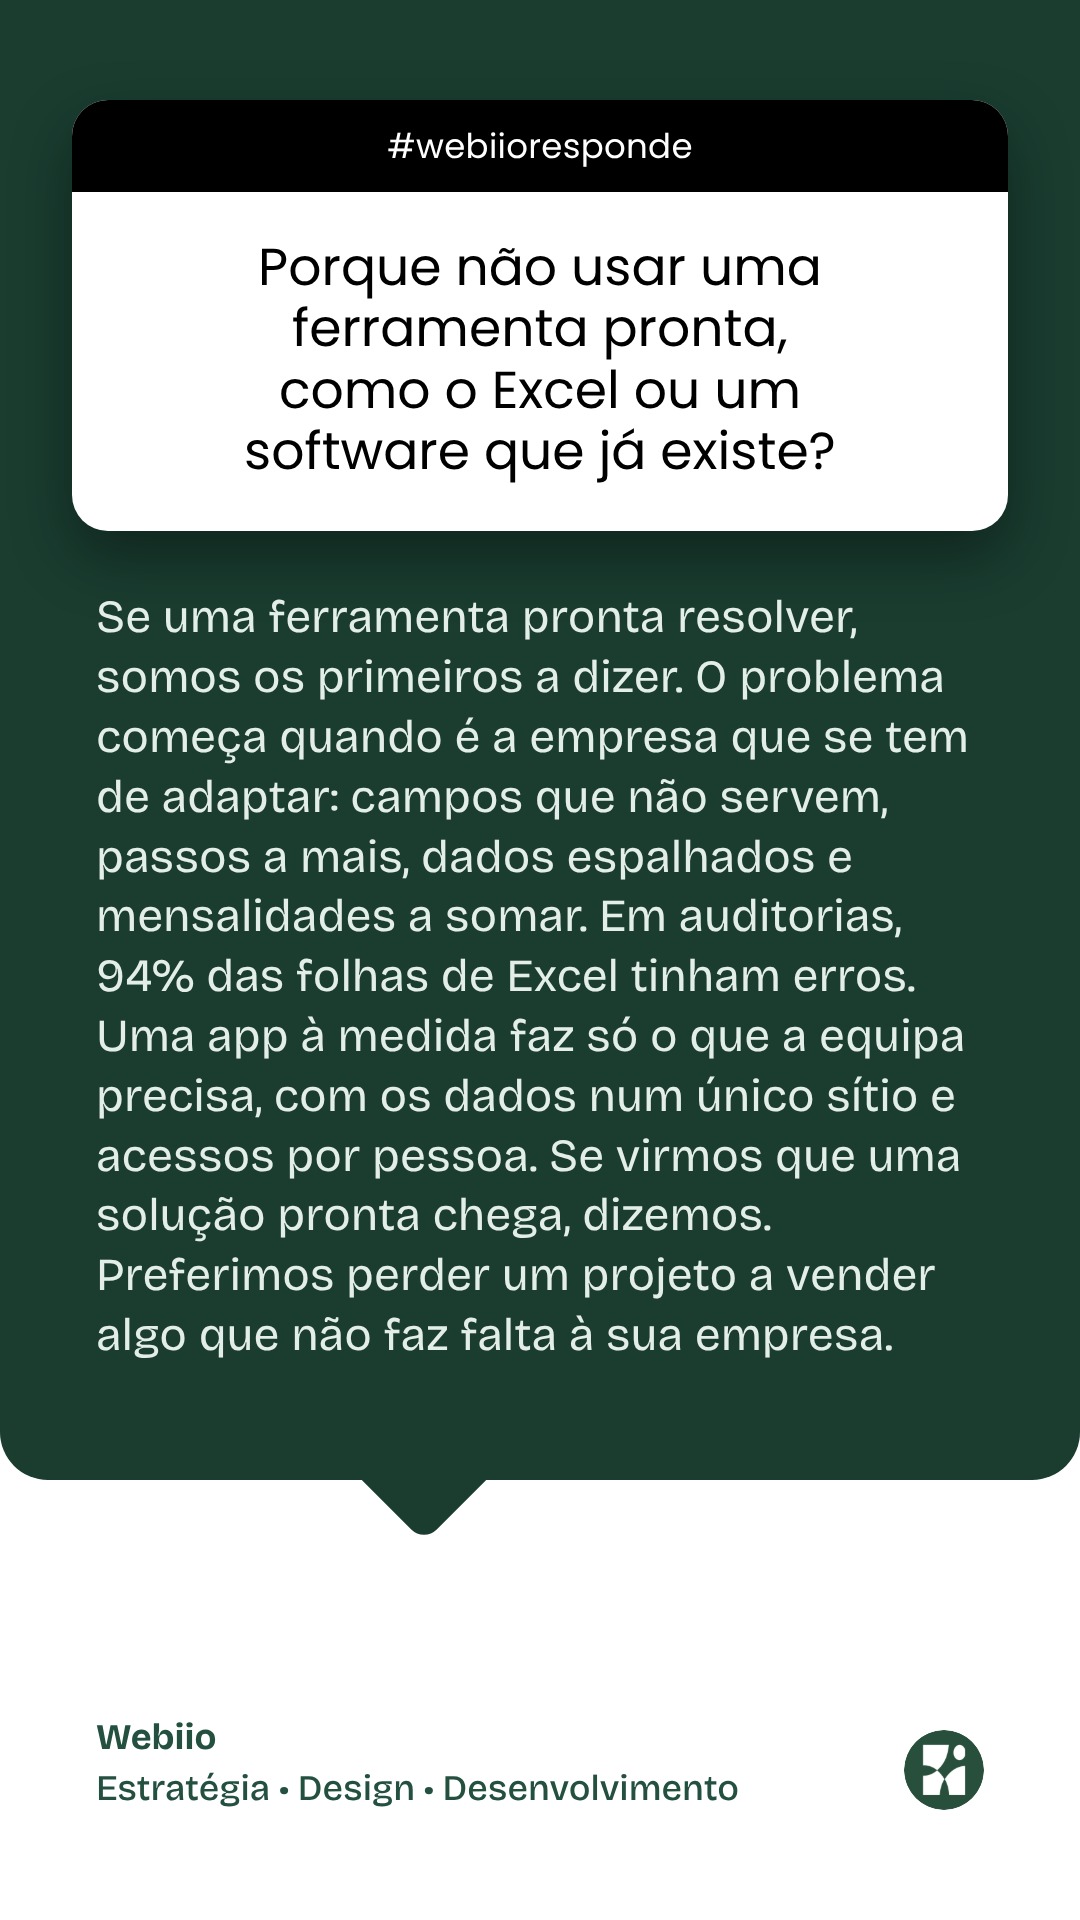 #webiioresponde
Porque não usar uma
ferramenta pronta,
como o Excel ou um
software que já existe?
Se uma ferramenta pronta resolver,
somos os primeiros a dizer. O problema
começa quando é a empresa que se tem
de adaptar: campos que não servem,
passos a mais, dados espalhados e
mensalidades a somar. Em auditorias,
94% das folhas de Excel tinham erros.
Uma app à medida faz só o que a equipa
precisa, com os dados num único sítio e
acessos por pessoa. Se virmos que uma
solução pronta chega, dizemos.
Preferimos perder um projeto a vender
algo que não faz falta à sua empresa.
Webiio
Estratégia • Design • Desenvolvimento